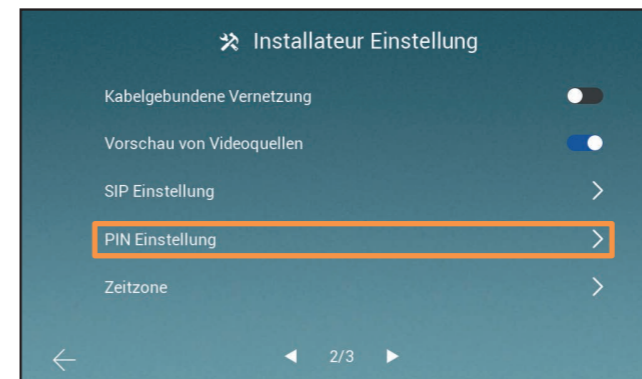 Installateur Einstellung
Kabelgebundene Vernetzung
Vorschau von Videoquellen
SIP Einstellung
PIN Einstellung
Zeitzone
2/3